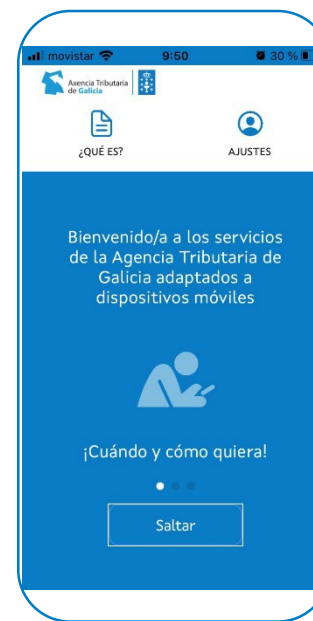 movistar 9:50 30 %
Axencia Tributaria
de Galicia
¿QUÉ ES? AJUSTES
Bienvenido/a a los servicios
de la Agencia Tributaria de
Galicia adaptados a
dispositivos móviles
¡Cuándo y cómo quiera!
Saltar